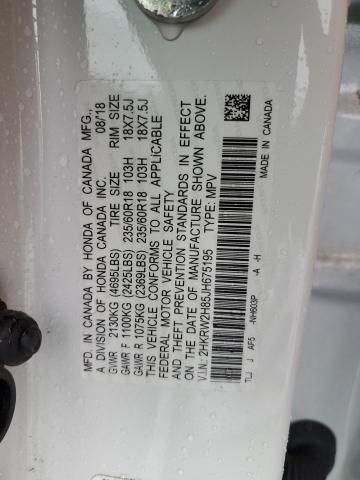 MFD. IN CANADA BY HONDA OF CANADA MFG.,
A DIVISION OF HONDA CANADA INC. 08/18
TIRE SIZE RIM SIZE
GVWR 2130KG (4695LBS)
GAWR F 1100KG (2425LBS) 235/60R18 103H 18X7.5J
GAWR R 1075KG (2369LBS) 235/60R18 103H 18X7.5J
THIS VEHICLE CONFORMS TO ALL APPLICABLE
FEDERAL MOTOR VEHICLE SAFETY
AND THEFT PREVENTION STANDARDS IN EFFECT
ON THE DATE OF MANUFACTURE SHOWN ABOVE.
V.I.N.: 2HKRW2H85JH675195 TYPE: MPV
MADE IN CANADA
NH603P -A -H
J AF5